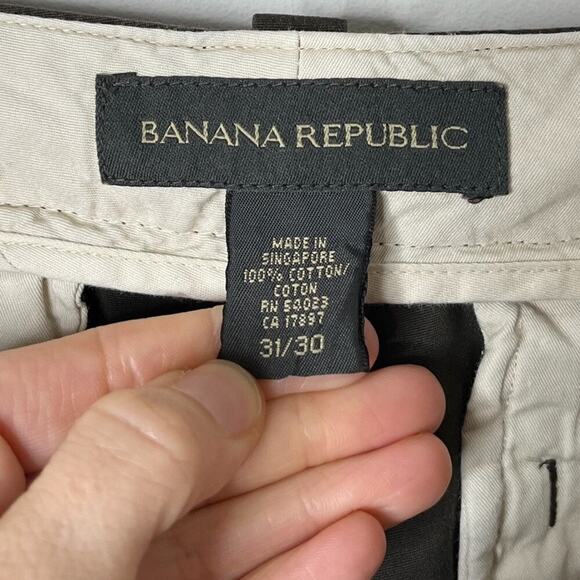 BANANA REPUBLIC
MADE IN
SINGAPORE
100% COTTON/
COTON
RN 54023
CA 17897
31/30